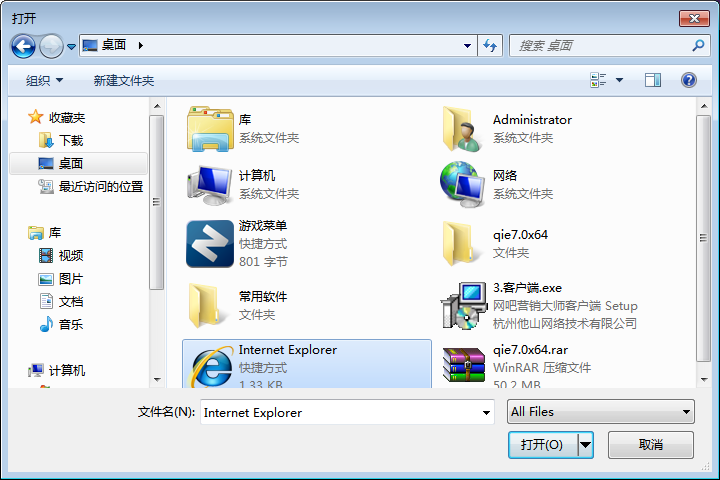 打开
桌面
搜索 桌面
组织
新建文件夹
收藏夹
下载
桌面
最近访问的位置
库
视频
图片
文档
音乐
计算机
库
系统文件夹
Administrator
系统文件夹
计算机
系统文件夹
网络
系统文件夹
游戏菜单
快捷方式
801 字节
qie7.0x64
文件夹
常用软件
文件夹
3.客户端.exe
网吧营销大师客户端 Setup
杭州他山网络技术有限公司
Internet Explorer
快捷方式
1.33 KB
qie7.0x64.rar
WinRAR 压缩文件
50.2 MB
文件名(N):
Internet Explorer
All Files
打开(O)
取消